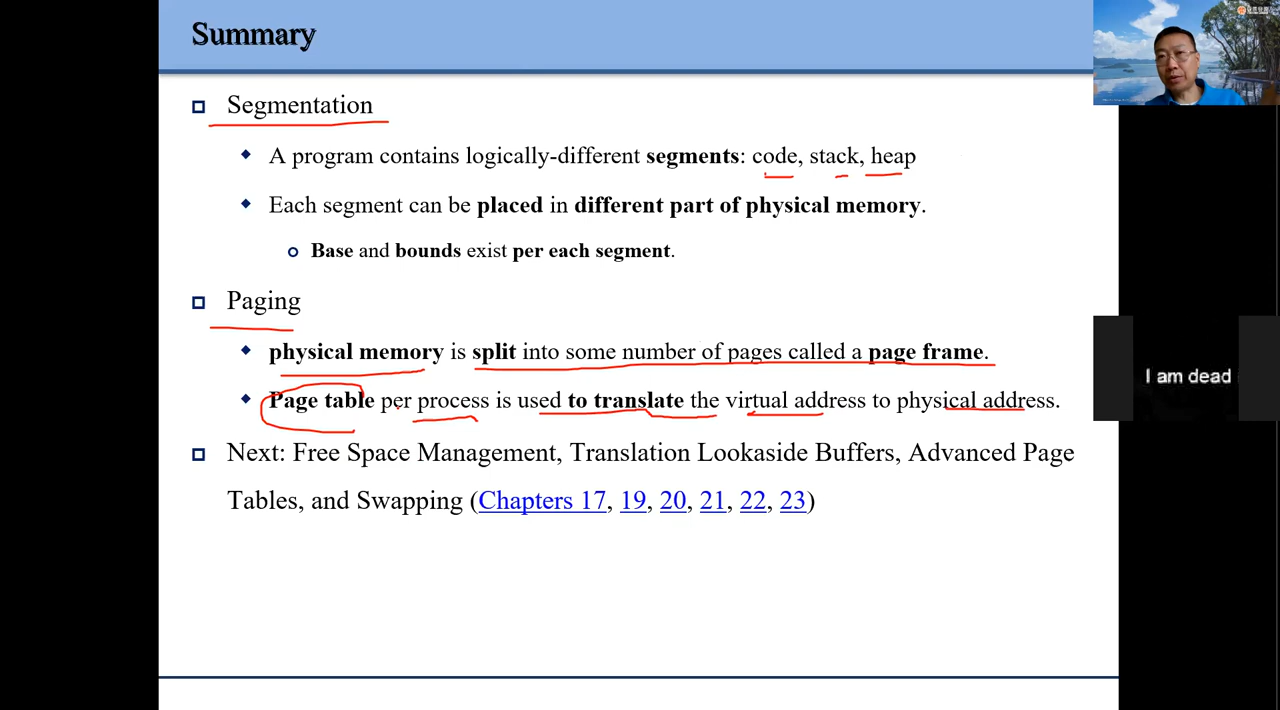 Summary
Segmentation
A program contains logically-different segments: code, stack, heap
Each segment can be placed in different part of physical memory.
Base and bounds exist per each segment.
Paging
physical memory is split into some number of pages called a page frame.
Page table per process is used to translate the virtual address to physical address.
Next: Free Space Management, Translation Lookaside Buffers, Advanced Page
Tables, and Swapping (Chapters 17, 19, 20, 21, 22, 23)
I am dead